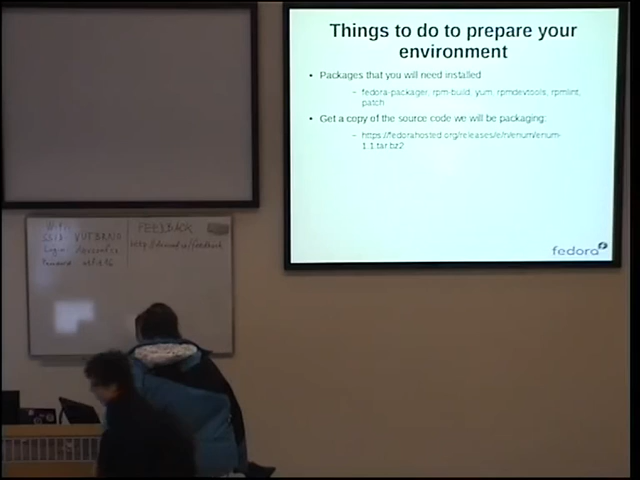 Things to do to prepare your
environment
• Packages that you will need installed
– fedora-packager, rpm-build, yum, rpmdevtools, rpmlint,
patch
• Get a copy of the source code we will be packaging:
– https://fedorahosted.org/releases/e/n/enum/enum-
1.1.tar.bz2
fedora
FEEDBACK